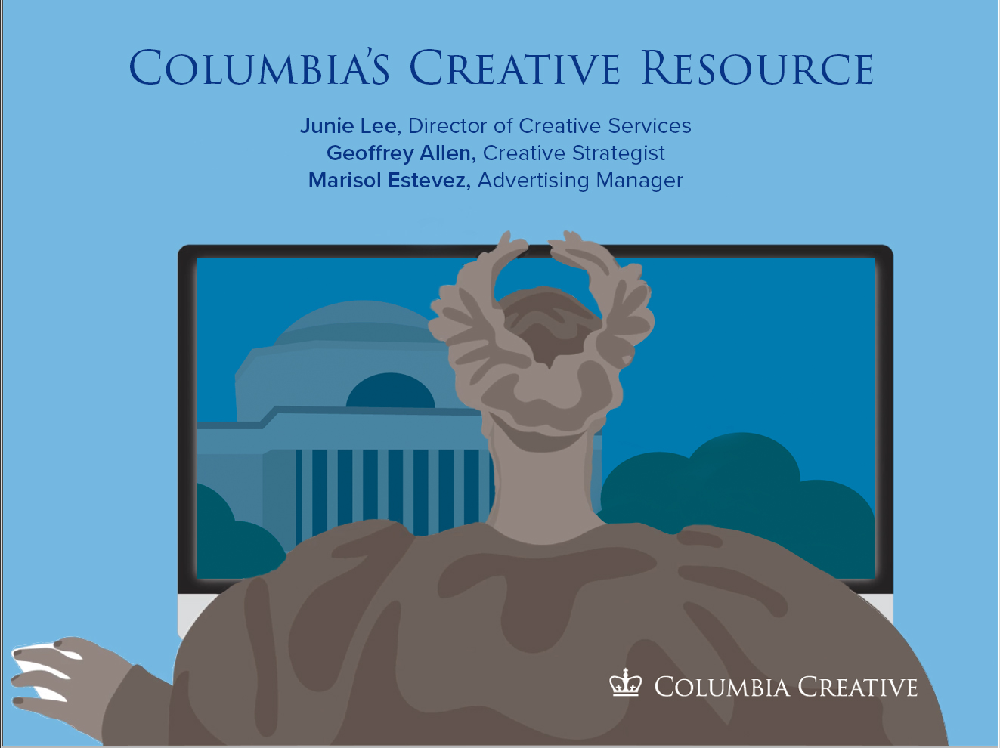 Columbia's Creative Resource
Junie Lee, Director of Creative Services
Geoffrey Allen, Creative Strategist
Marisol Estevez, Advertising Manager
Columbia Creative